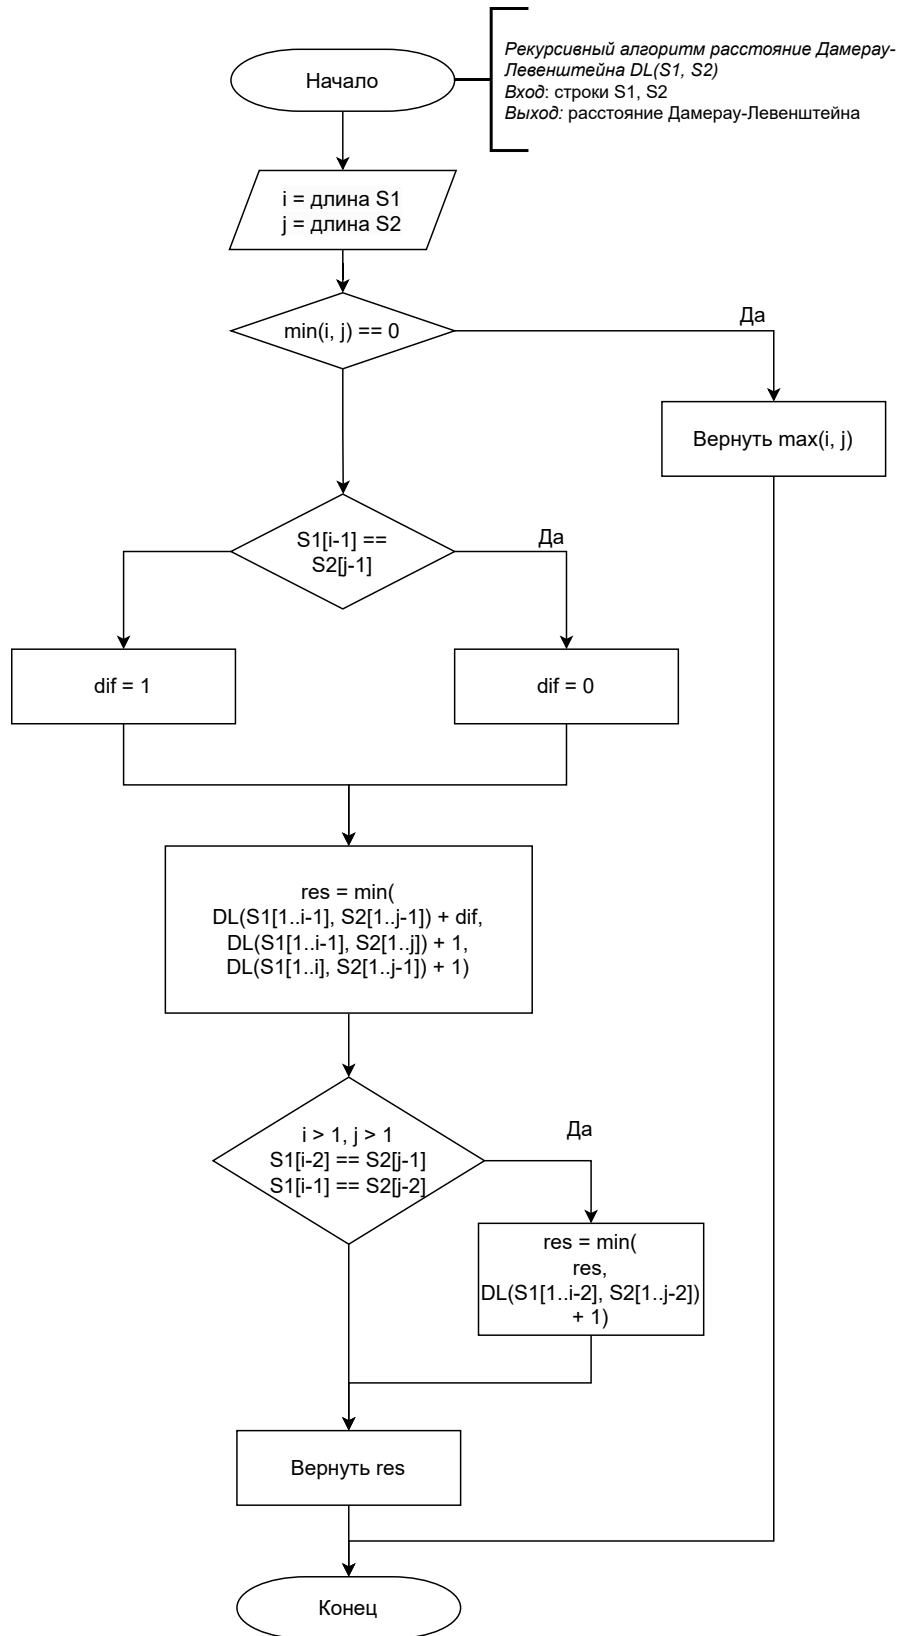 Начало
Рекурсивный алгоритм расстояние Дамерау-
Левенштейна DL(S1, S2)
Вход: строки S1, S2
Выход: расстояние Дамерау-Левенштейна
i = длина S1
j = длина S2
min(i, j) == 0
Да
Вернуть max(i, j)
S1[i-1] ==
S2[j-1]
Да
dif = 1
dif = 0
res = min(
DL(S1[1..i-1], S2[1..j-1]) + dif,
DL(S1[1..i-1], S2[1..j]) + 1,
DL(S1[1..i], S2[1..j-1]) + 1)
i > 1, j > 1
S1[i-2] == S2[j-1]
S1[i-1] == S2[j-2]
Да
res = min(
res,
DL(S1[1..i-2], S2[1..j-2])
+ 1)
Вернуть res
Конец